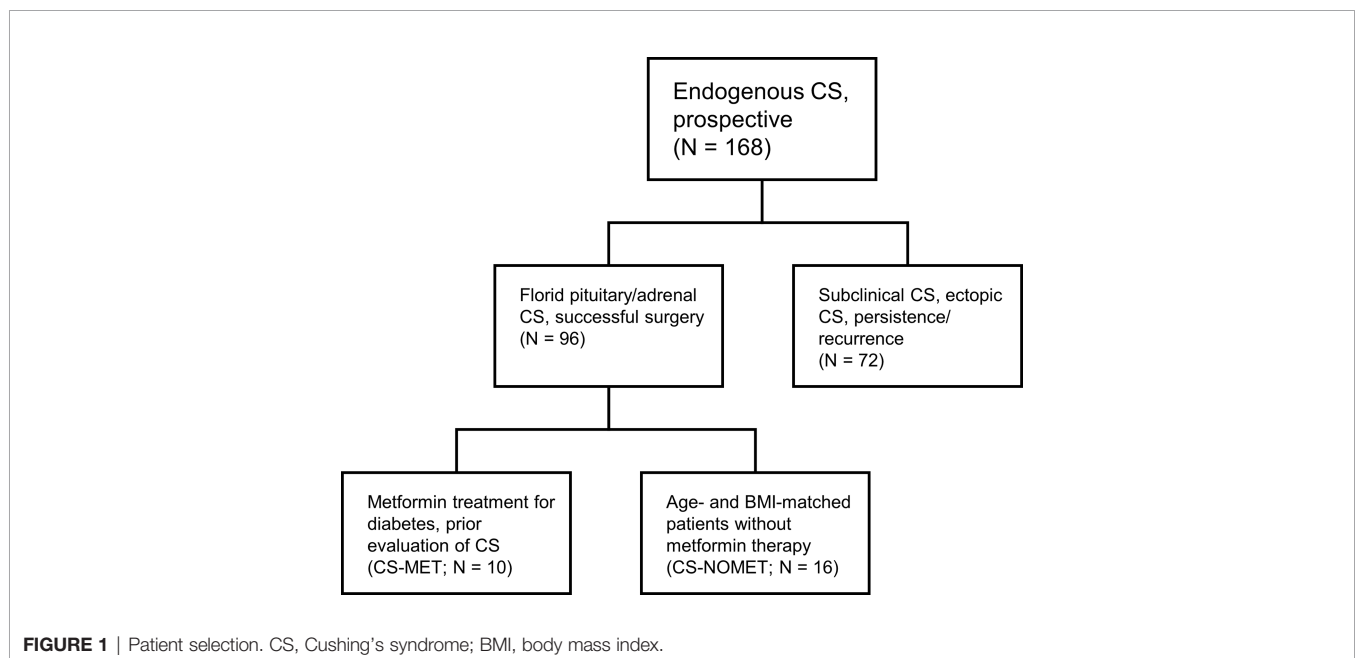 Endogenous CS,
prospective
(N = 168)
Florid pituitary/adrenal
CS, successful surgery
(N = 96)
Subclinical CS, ectopic
CS, persistence/
recurrence
(N = 72)
Metformin treatment for
diabetes, prior
evaluation of CS
(CS-MET; N = 10)
Age- and BMI-matched
patients without
metformin therapy
(CS-NOMET; N = 16)
FIGURE 1 | Patient selection. CS, Cushing’s syndrome; BMI, body mass index.